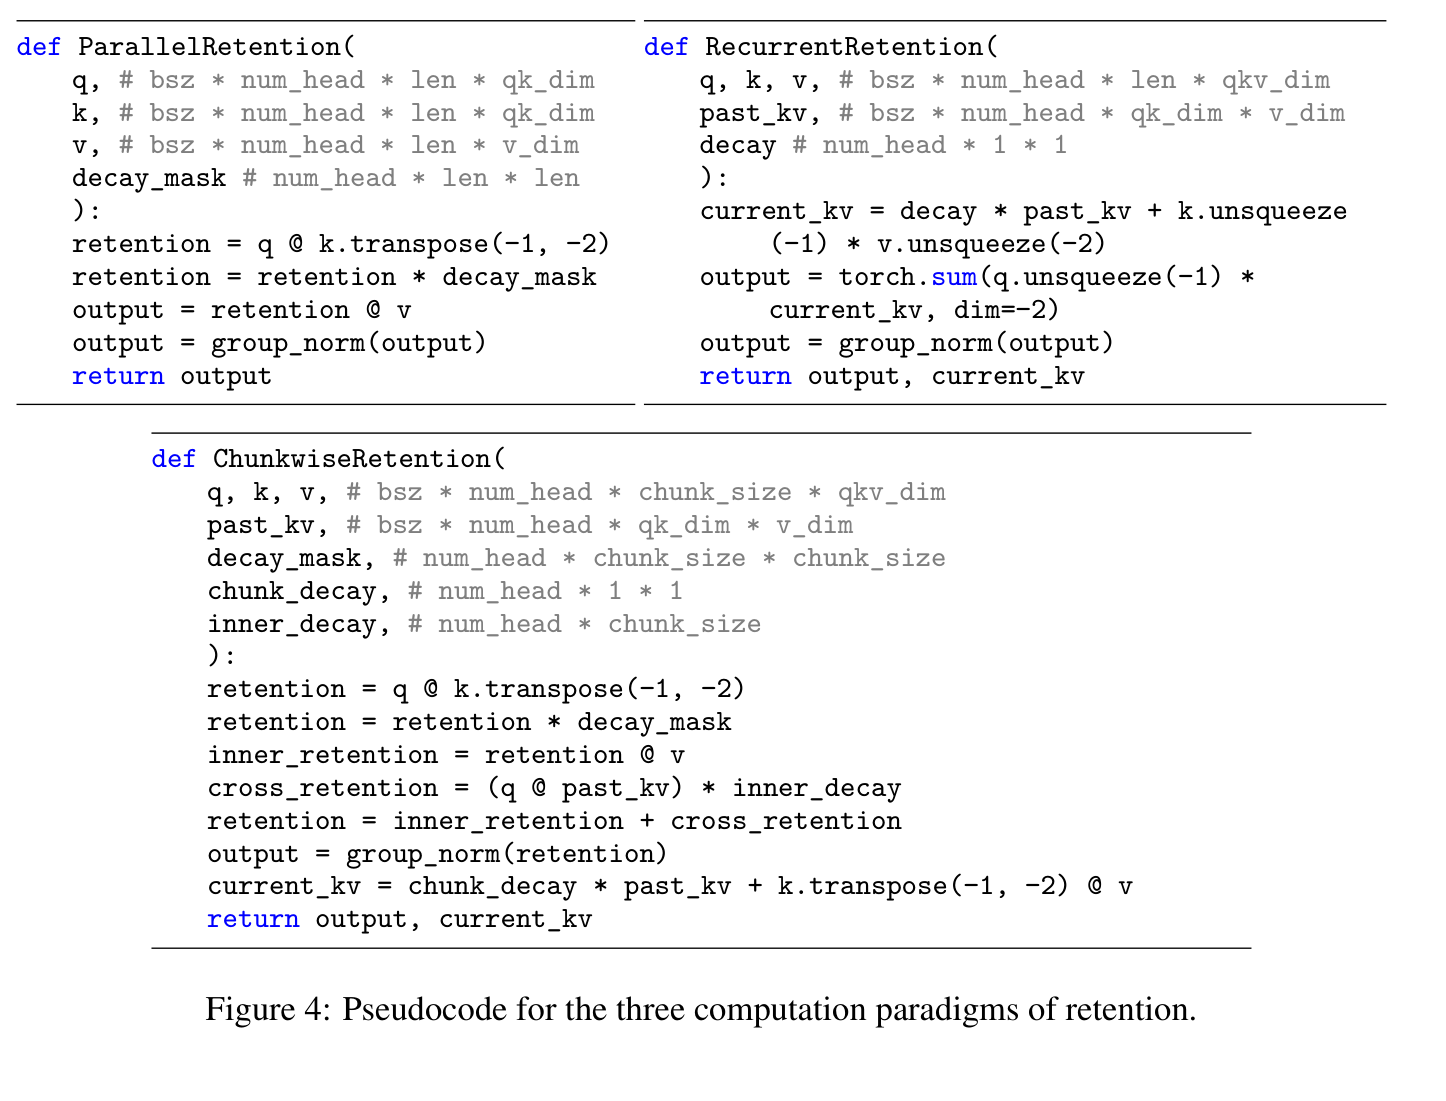 def ParallelRetention(
q, # bsz * num_head * len * qk_dim
k, # bsz * num_head * len * qk_dim
v, # bsz * num_head * len * v_dim
decay_mask # num_head * len * len
):
retention = q @ k.transpose(-1, -2)
retention = retention * decay_mask
output = retention @ v
output = group_norm(output)
return output
def RecurrentRetention(
q, k, v, # bsz * num_head * len * qkv_dim
past_kv, # bsz * num_head * qk_dim * v_dim
decay # num_head * 1 * 1
):
current_kv = decay * past_kv + k.unsqueeze
(-1) * v.unsqueeze(-2)
output = torch.sum(q.unsqueeze(-1) *
current_kv, dim=-2)
output = group_norm(output)
return output, current_kv
def ChunkwiseRetention(
q, k, v, # bsz * num_head * chunk_size * qkv_dim
past_kv, # bsz * num_head * qk_dim * v_dim
decay_mask, # num_head * chunk_size * chunk_size
chunk_decay, # num_head * 1 * 1
inner_decay, # num_head * chunk_size
):
retention = q @ k.transpose(-1, -2)
retention = retention * decay_mask
inner_retention = retention @ v
cross_retention = (q @ past_kv) * inner_decay
retention = inner_retention + cross_retention
output = group_norm(retention)
current_kv = chunk_decay * past_kv + k.transpose(-1, -2) @ v
return output, current_kv
Figure 4: Pseudocode for the three computation paradigms of retention.